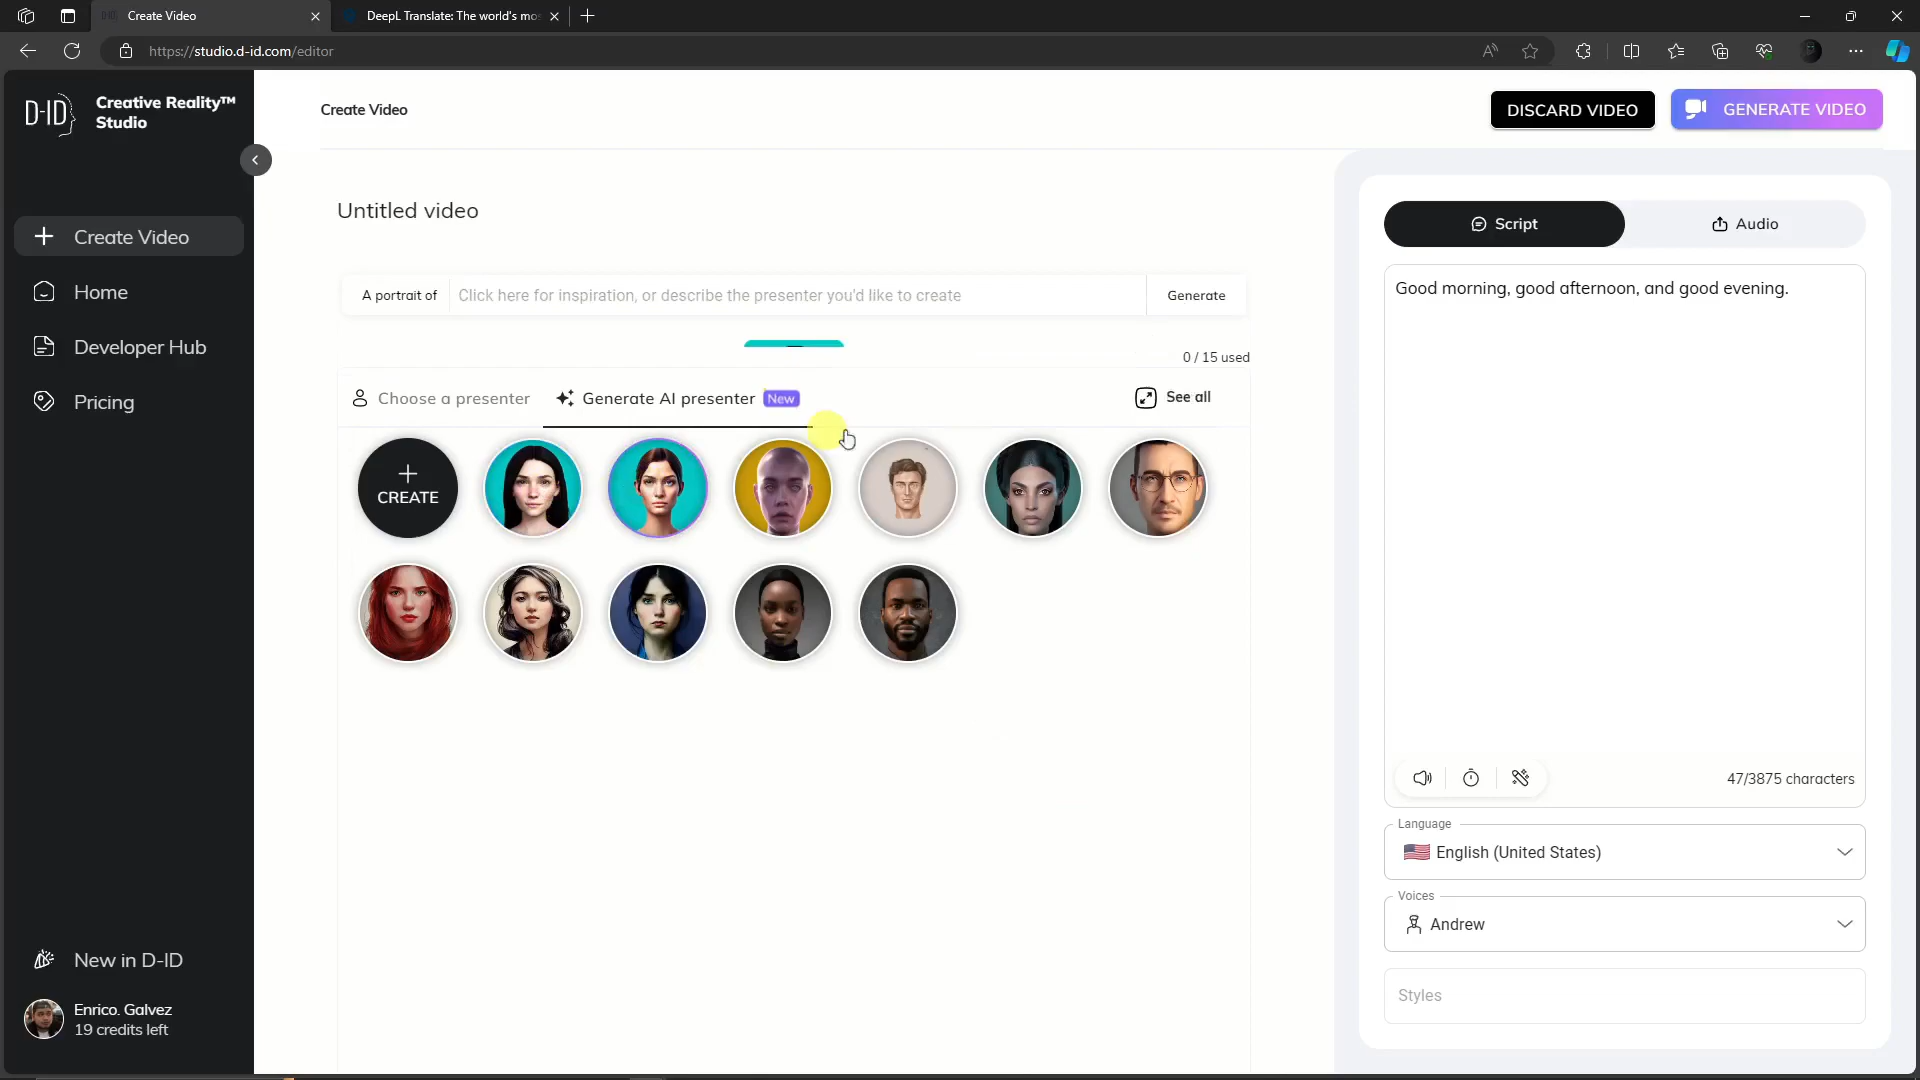 Create Video
DeepL Translate: The world's mos
https://studio.d-id.com/editor
D-ID
Creative Reality™
Studio
Create Video
DISCARD VIDEO
GENERATE VIDEO
Untitled video
Create Video
Home
Developer Hub
Pricing
A portrait of
Click here for inspiration, or describe the presenter you'd like to create
Generate
0 / 15 used
Choose a presenter
Generate AI presenter
New
See all
CREATE
Script
Audio
Good morning, good afternoon, and good evening.
47/3875 characters
Language
English (United States)
Voices
Andrew
Styles
New in D-ID
Enrico. Galvez
19 credits left